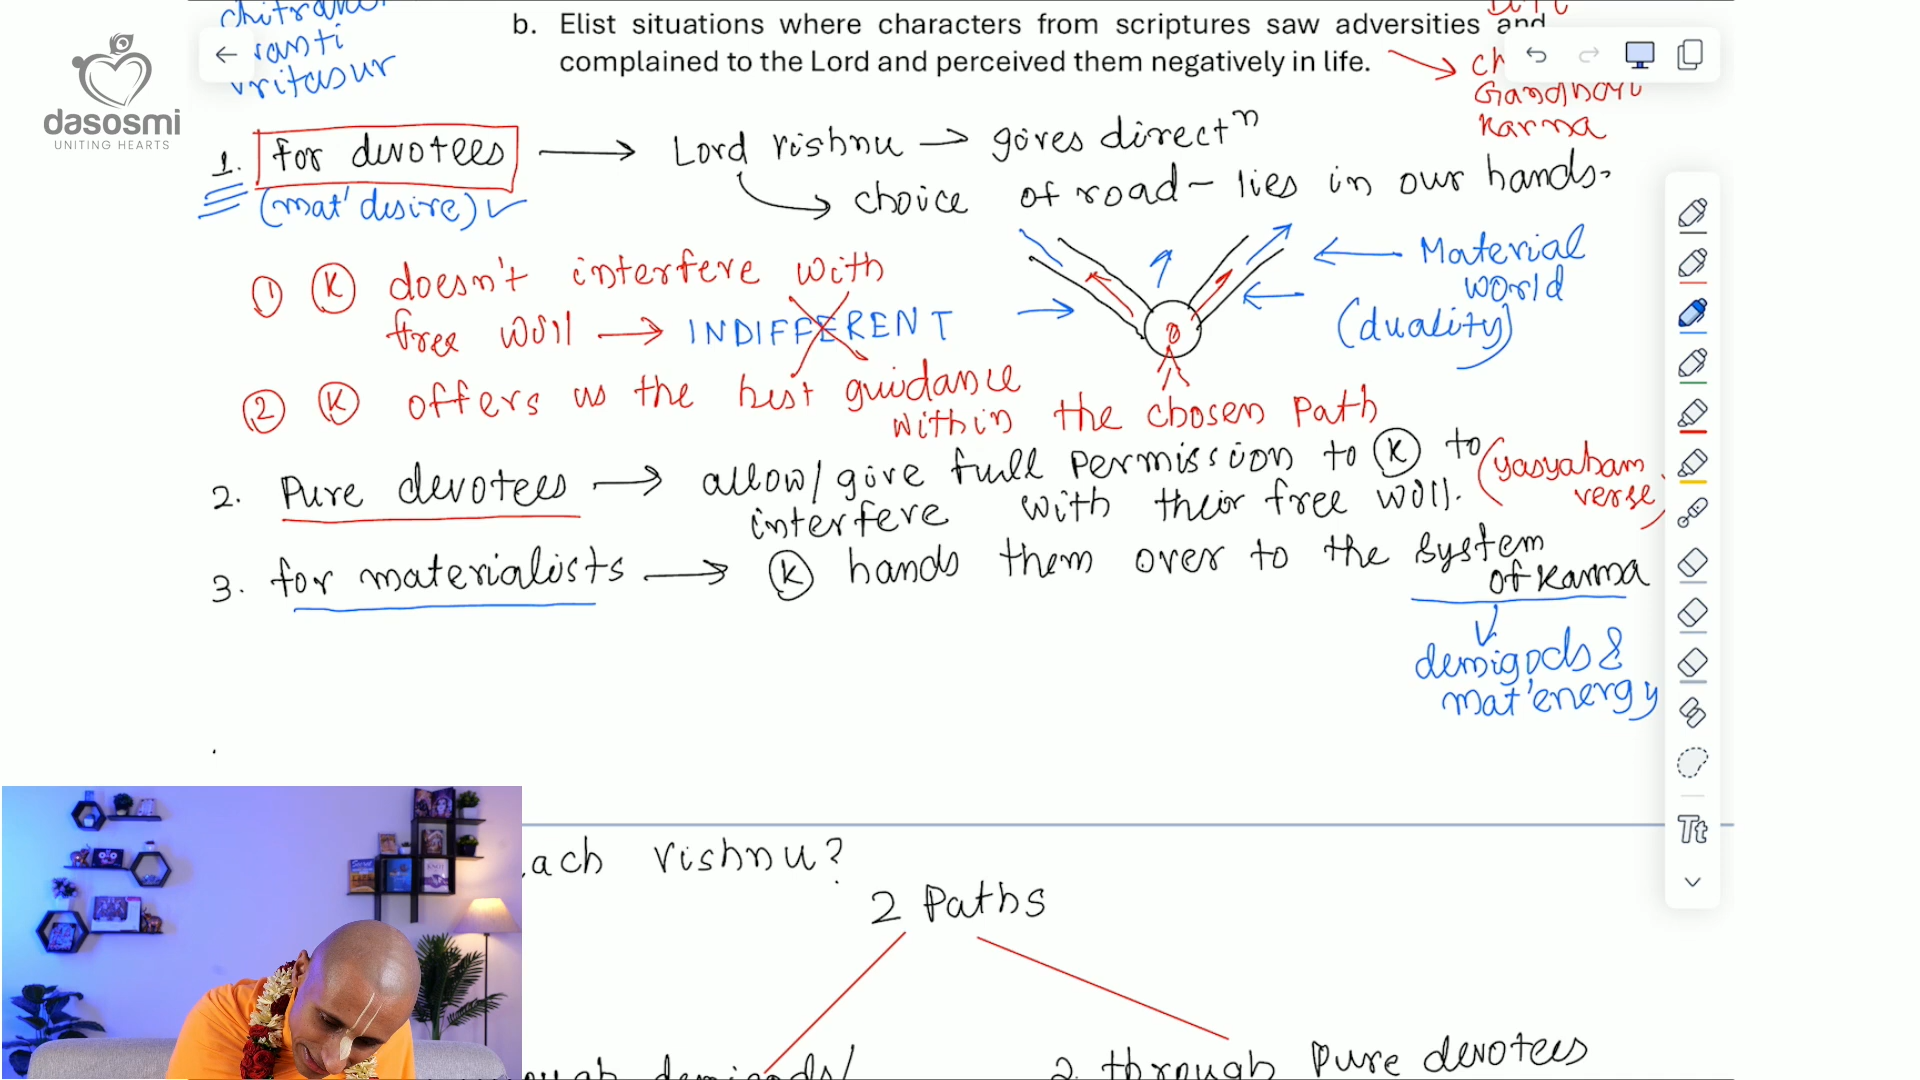 b. Elist situations where characters from scriptures saw adversities and
complained to the Lord and perceived them negatively in life.
vritasur
Gandhari
Karna
dasosmi
UNITING HEARTS
1. for devotees → Lord vishnu → gives directⁿ
(mat' desire) ✓
choice of road - lies in our hands.
① Ⓚ doesn't interfere with
free will → INDIFFERENT
← Material
world
(duality)
② Ⓚ offers us the best guidance
within the chosen Path
2. Pure devotees → allow/give full permission to Ⓚ to
interfere with their free will.
(yasyaham
verse)
3. for materialists → Ⓚ hands them over to the system
of karma
demigods &
mat' energy
Tt
ach vishnu?
2 Paths
demigods/
2. through Pure devotees